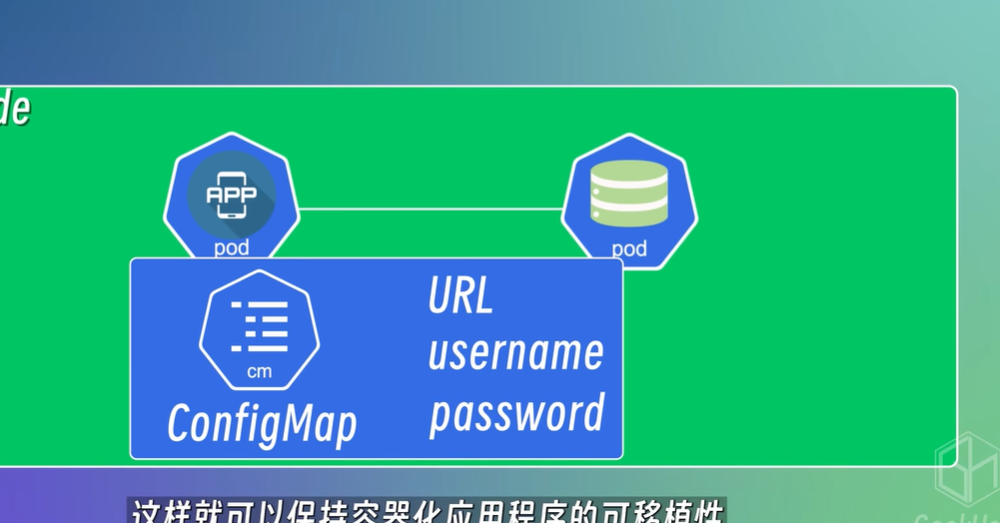 de
APP
pod
pod
cm
ConfigMap
URL
username
password
这样就可以保持容器化应用程序的可移植性